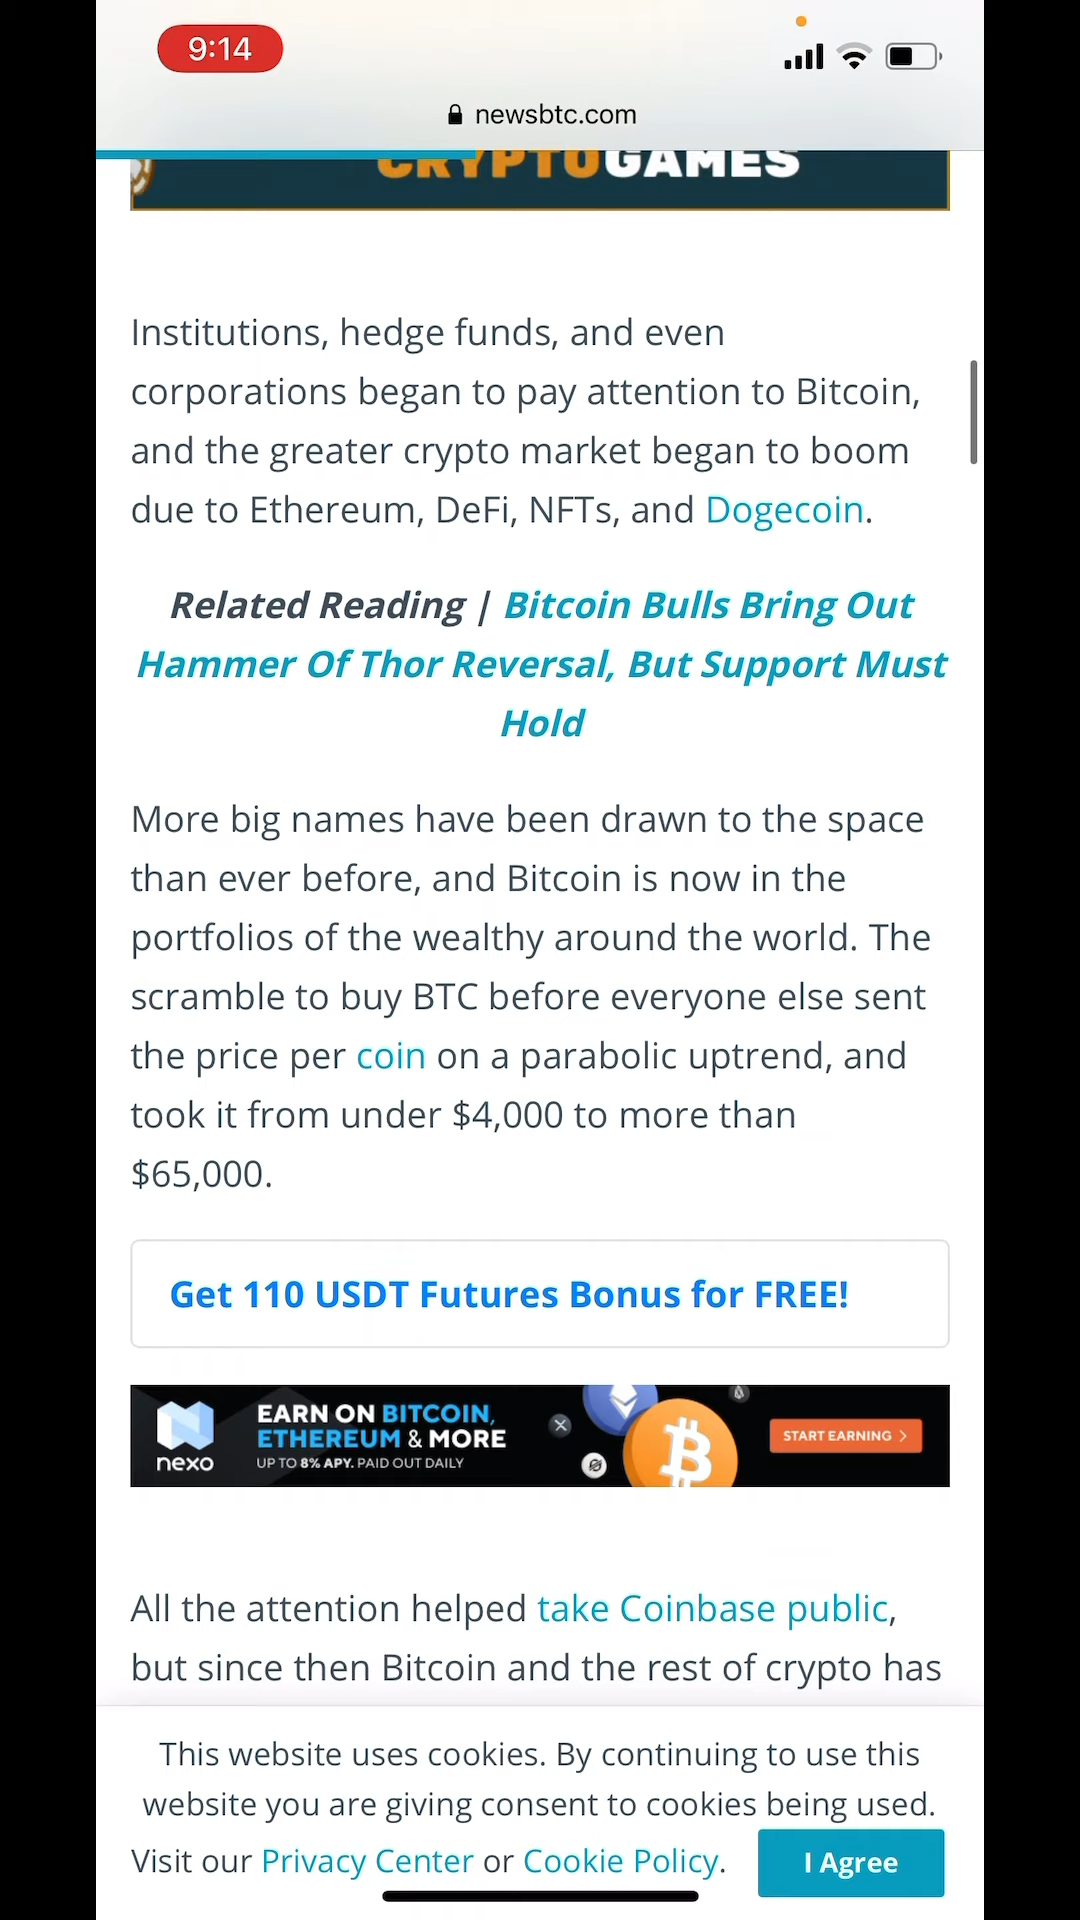 9:14
newsbtc.com
CRYPTOGAMES
Institutions, hedge funds, and even
corporations began to pay attention to Bitcoin,
and the greater crypto market began to boom
due to Ethereum, DeFi, NFTs, and Dogecoin.
Related Reading | Bitcoin Bulls Bring Out
Hammer Of Thor Reversal, But Support Must
Hold
More big names have been drawn to the space
than ever before, and Bitcoin is now in the
portfolios of the wealthy around the world. The
scramble to buy BTC before everyone else sent
the price per coin on a parabolic uptrend, and
took it from under $4,000 to more than
$65,000.
Get 110 USDT Futures Bonus for FREE!
nexo
EARN ON BITCOIN,
ETHEREUM & MORE
UP TO 8% APY. PAID OUT DAILY
START EARNING >
All the attention helped take Coinbase public,
but since then Bitcoin and the rest of crypto has
This website uses cookies. By continuing to use this
website you are giving consent to cookies being used.
Visit our Privacy Center or Cookie Policy.
I Agree